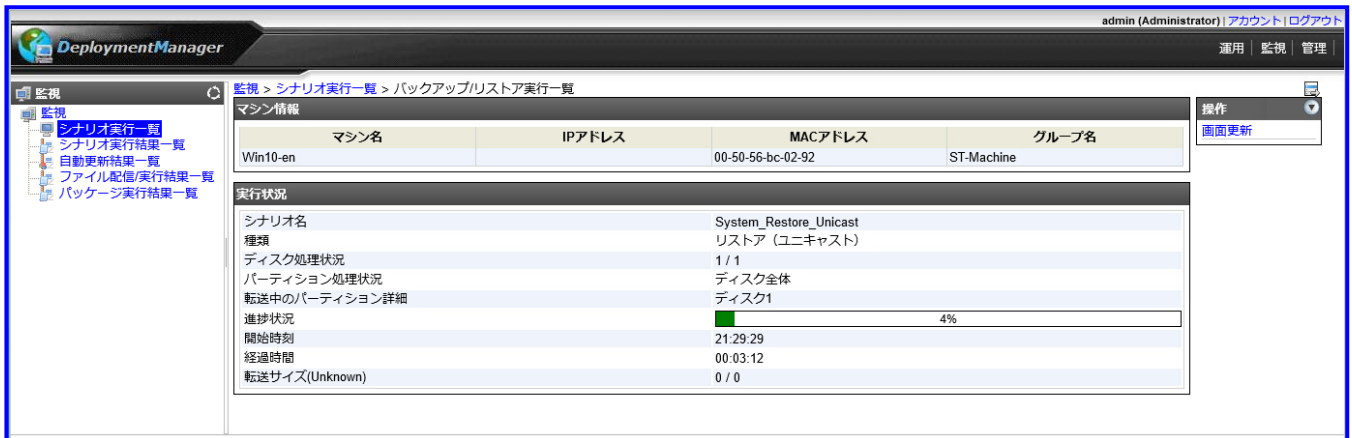 admin (Administrator) | アカウント | ログアウト
DeploymentManager
運用 | 監視 | 管理
監視
監視
シナリオ実行一覧
シナリオ実行結果一覧
自動更新結果一覧
ファイル配信/実行結果一覧
パッケージ実行結果一覧
監視 > シナリオ実行一覧 > バックアップ/リストア実行一覧
マシン情報
マシン名 IPアドレス MACアドレス グループ名
Win10-en 00-50-56-bc-02-92 ST-Machine
実行状況
シナリオ名 System_Restore_Unicast
種類 リストア（ユニキャスト）
ディスク処理状況 1 / 1
パーティション処理状況 ディスク全体
転送中のパーティション詳細 ディスク1
進捗状況 4%
開始時刻 21:29:29
経過時間 00:03:12
転送サイズ(Unknown) 0 / 0
操作
画面更新